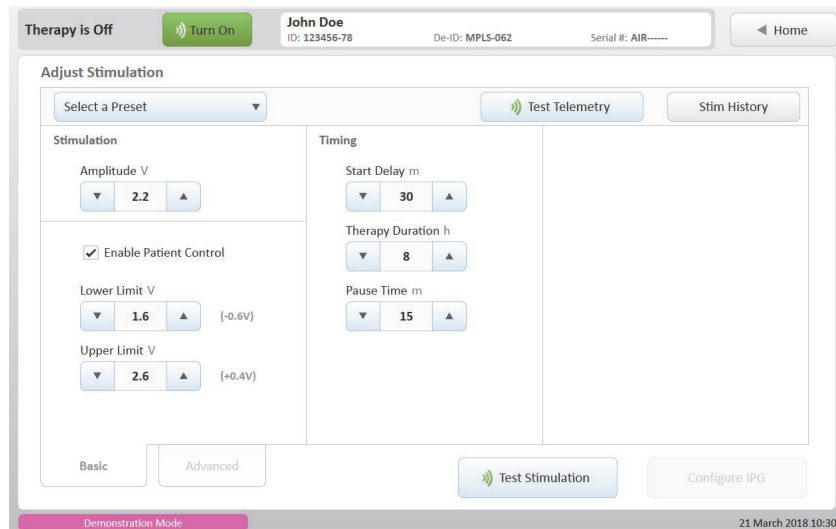 Therapy is Off
Turn On
John Doe
ID: 123456-78 De-ID: MPLS-062 Serial #: AIR------
Home
Adjust Stimulation
Select a Preset
Test Telemetry
Stim History
Stimulation
Timing
Amplitude V
2.2
Start Delay m
30
Enable Patient Control
Therapy Duration h
8
Lower Limit V
1.6 (-0.6V)
Pause Time m
15
Upper Limit V
2.6 (+0.4V)
Basic
Advanced
Test Stimulation
Configure IPG
Demonstration Mode
21 March 2018 10:30